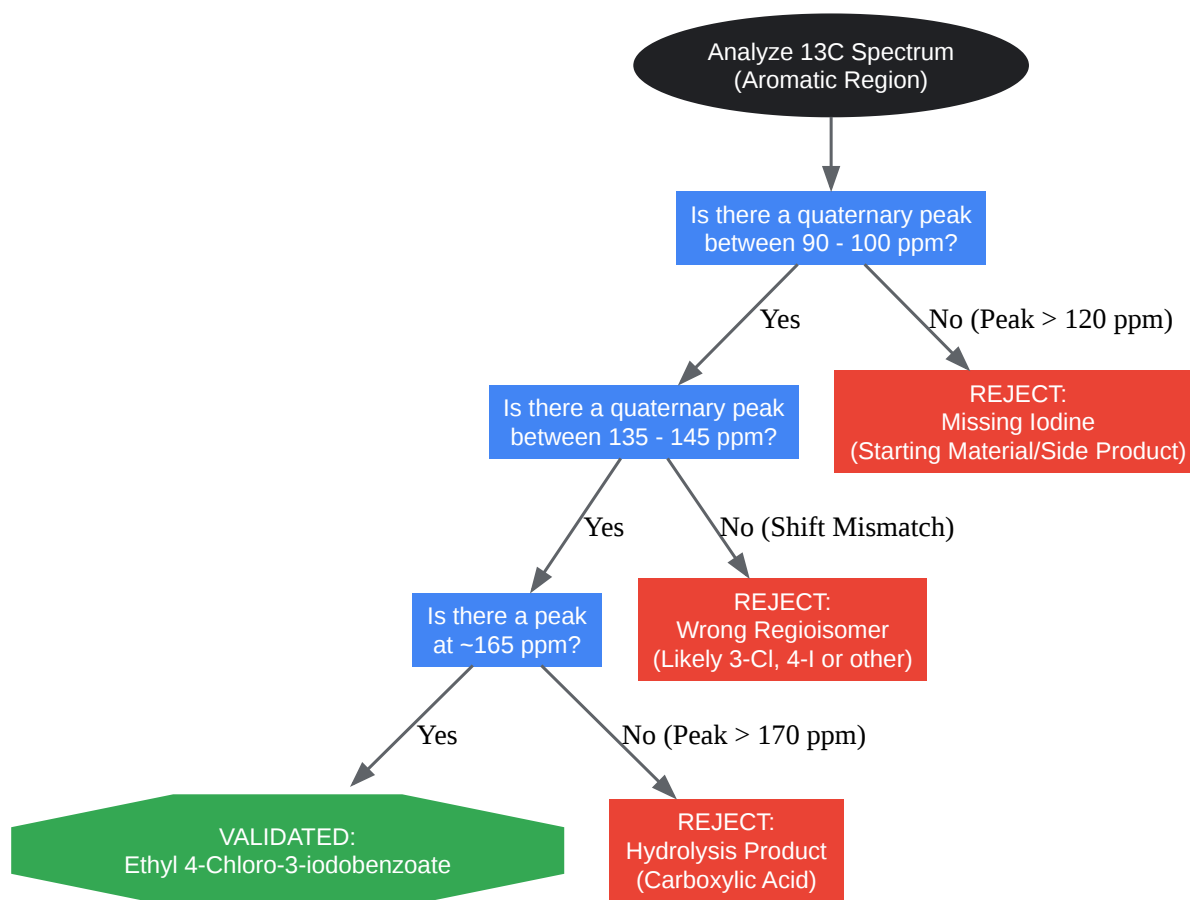 Analyze 13C Spectrum
(Aromatic Region)
Is there a quaternary peak
between 90 - 100 ppm?
Yes
No (Peak > 120 ppm)
Is there a quaternary peak
between 135 - 145 ppm?
REJECT:
Missing Iodine
(Starting Material/Side Product)
Yes
No (Shift Mismatch)
Is there a peak
at ~165 ppm?
REJECT:
Wrong Regioisomer
(Likely 3-Cl, 4-I or other)
Yes
No (Peak > 170 ppm)
VALIDATED:
Ethyl 4-Chloro-3-iodobenzoate
REJECT:
Hydrolysis Product
(Carboxylic Acid)